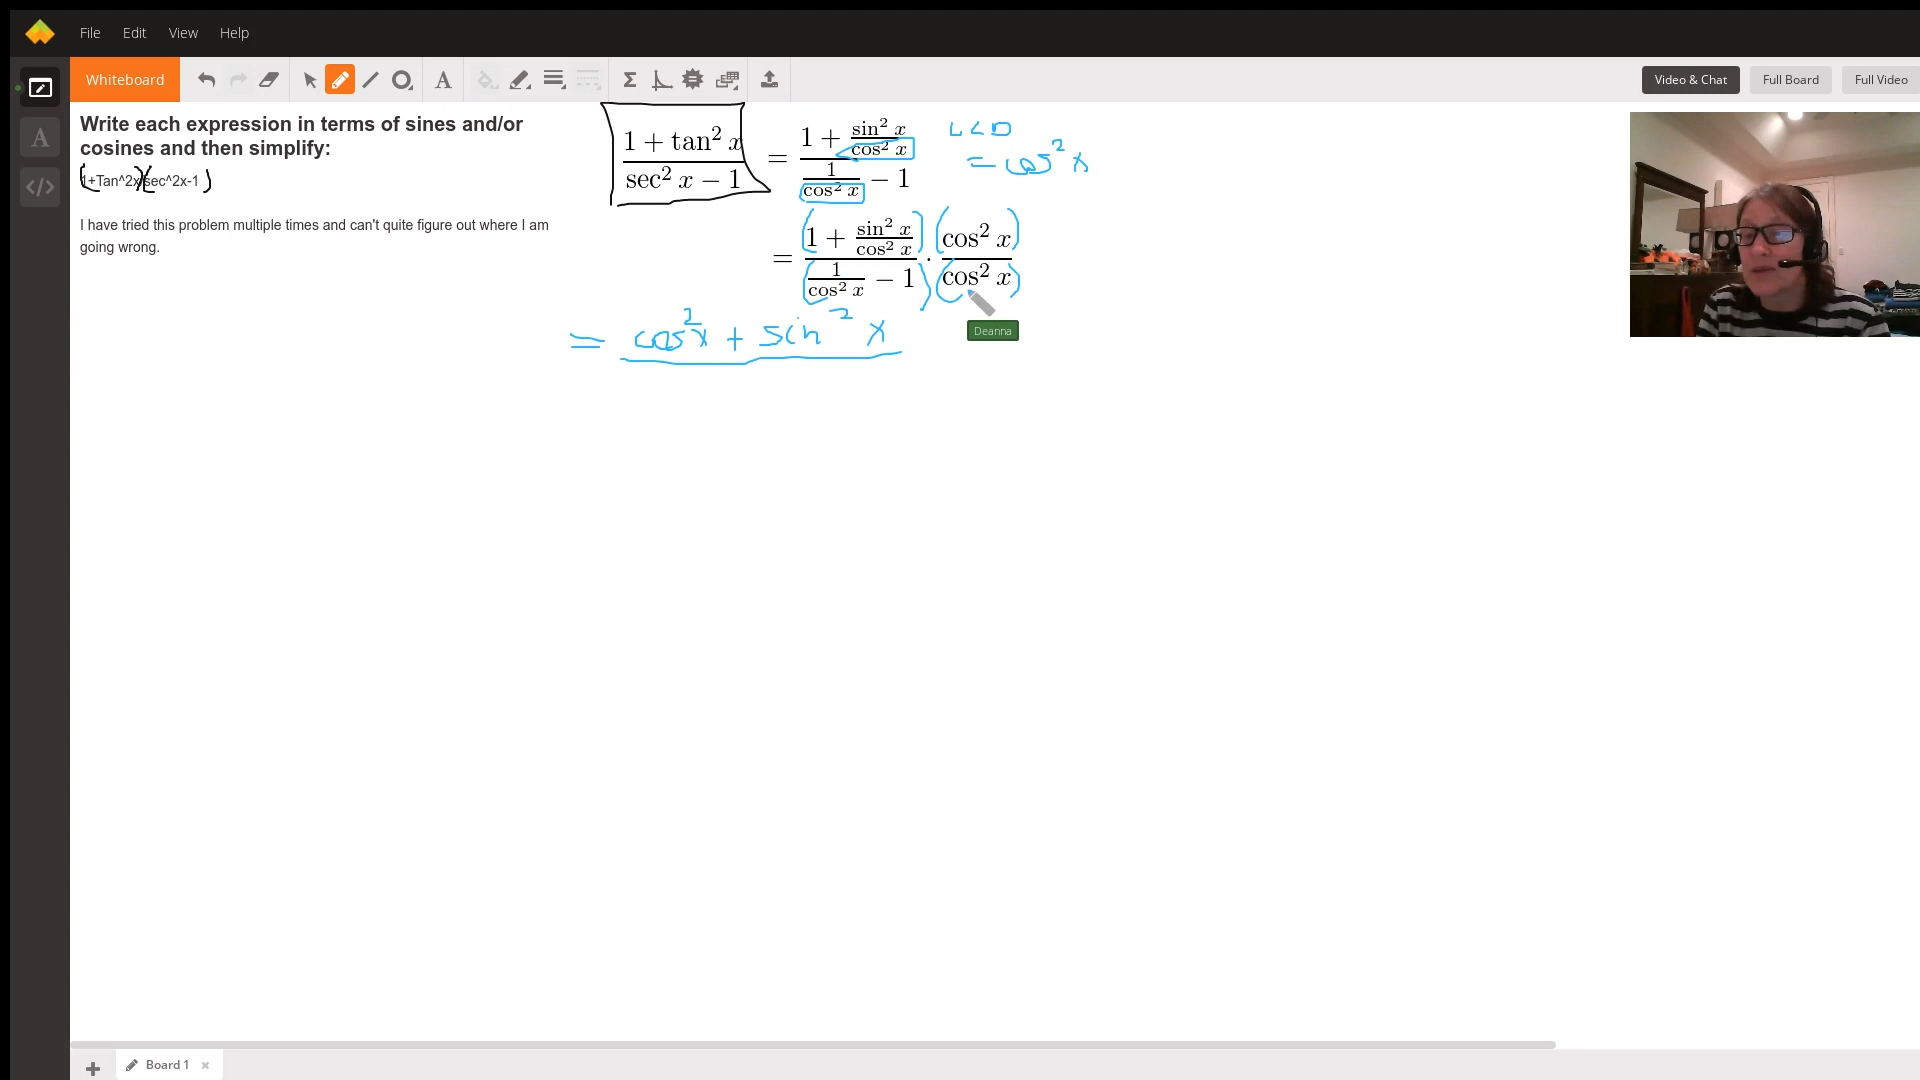 File Edit View Help
Whiteboard
A
Video & Chat Full Board Full Video
A
</>
Write each expression in terms of sines and/or
cosines and then simplify:
(1+Tan^2x)(sec^2x-1)
I have tried this problem multiple times and can't quite figure out where I am
going wrong.
1 + tan² x / sec² x − 1 = 1 + sin² x / cos² x / 1 / cos² x − 1
LCD
= cos² x
= (1 + sin² x / cos² x) / (1 / cos² x − 1) · (cos² x) / (cos² x)
= cos² x + sin² x
Deanna
Board 1